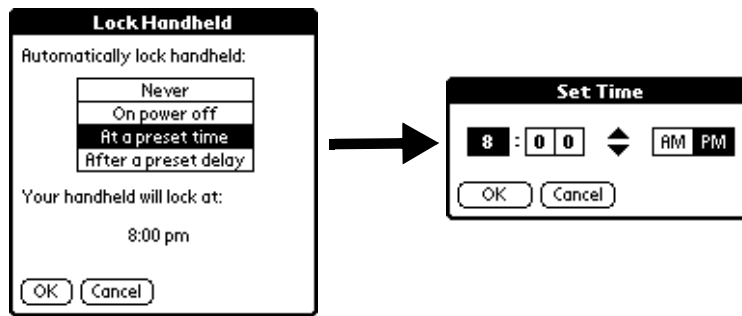 Lock Handheld
Automatically lock handheld:
Never
On power off
At a preset time
After a preset delay
Your handheld will lock at:
8:00 pm
OK Cancel
Set Time
8 : 0 0 AM PM
OK Cancel